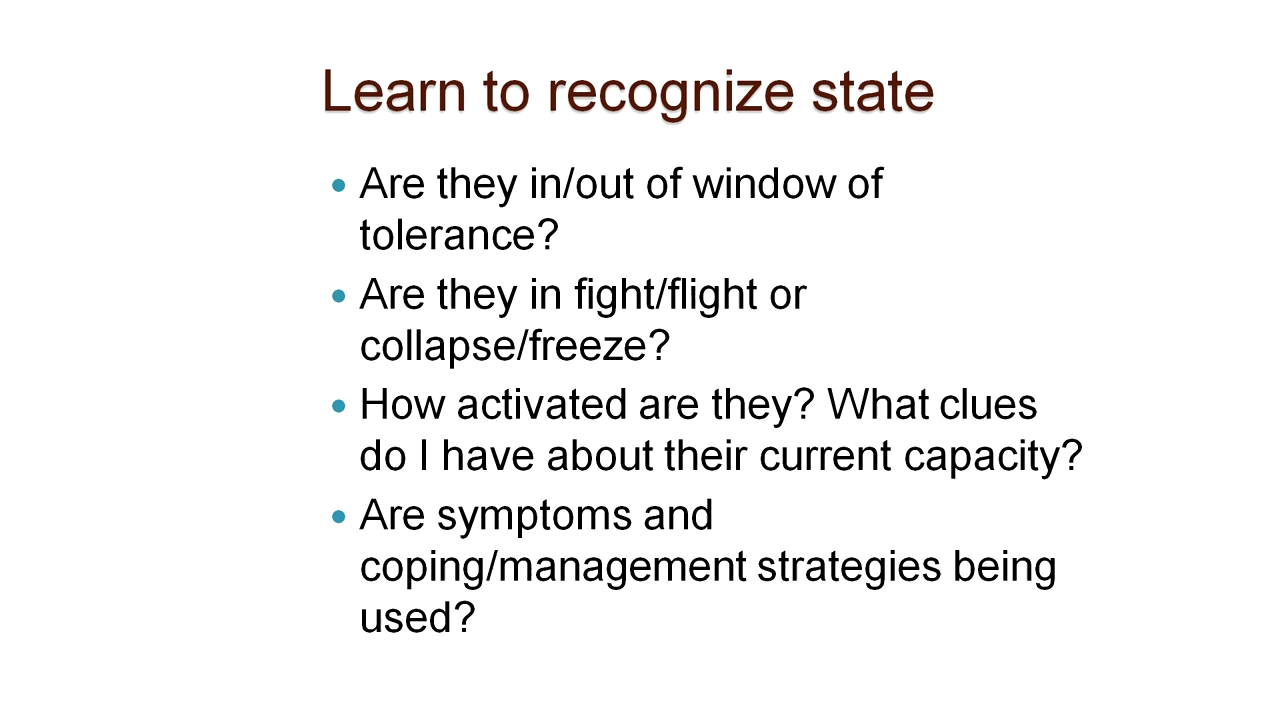 Learn to recognize state
• Are they in/out of window of
tolerance?
• Are they in fight/flight or
collapse/freeze?
• How activated are they? What clues
do I have about their current capacity?
• Are symptoms and
coping/management strategies being
used?